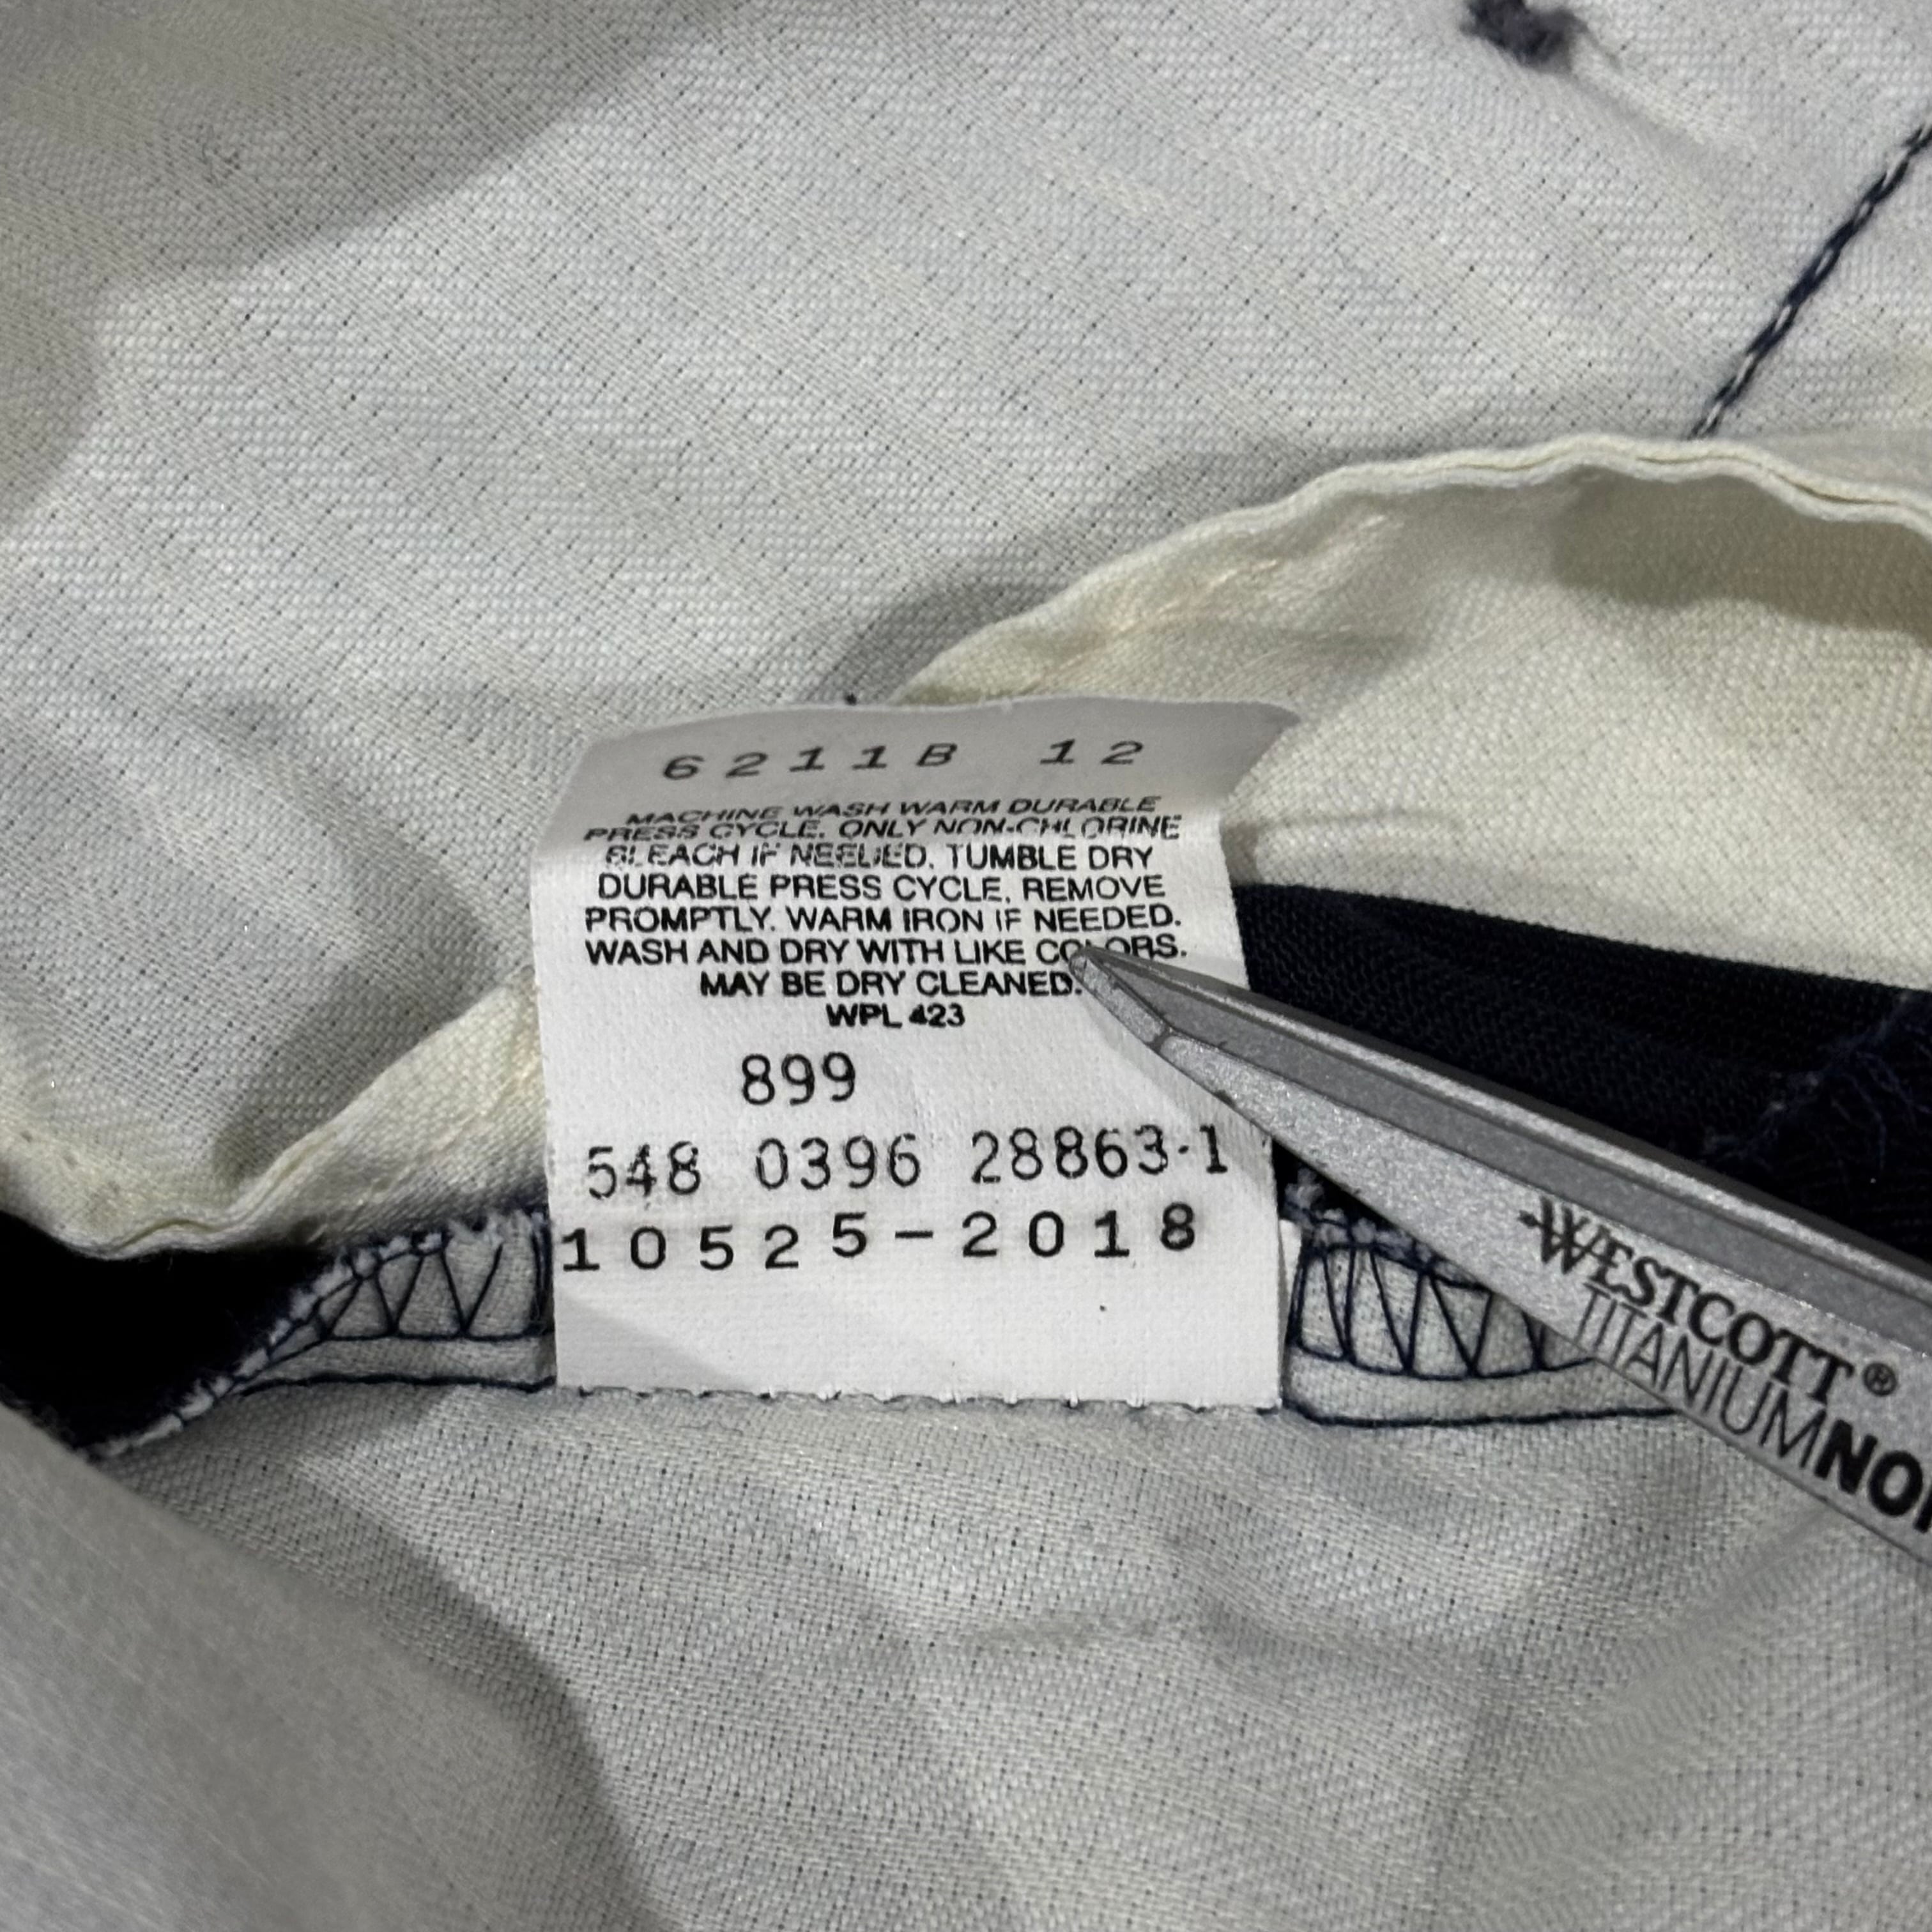 6211B 12
MACHINE WASH WARM DURABLE
PRESS CYCLE. ONLY NON-CHLORINE
BLEACH IF NEEDED. TUMBLE DRY
DURABLE PRESS CYCLE, REMOVE
PROMPTLY. WARM IRON IF NEEDED.
WASH AND DRY WITH LIKE COLORS.
MAY BE DRY CLEANED.
WPL 423
899
548 0396 28863-1
10525-2018
WESTCOTT®
TITANIUM